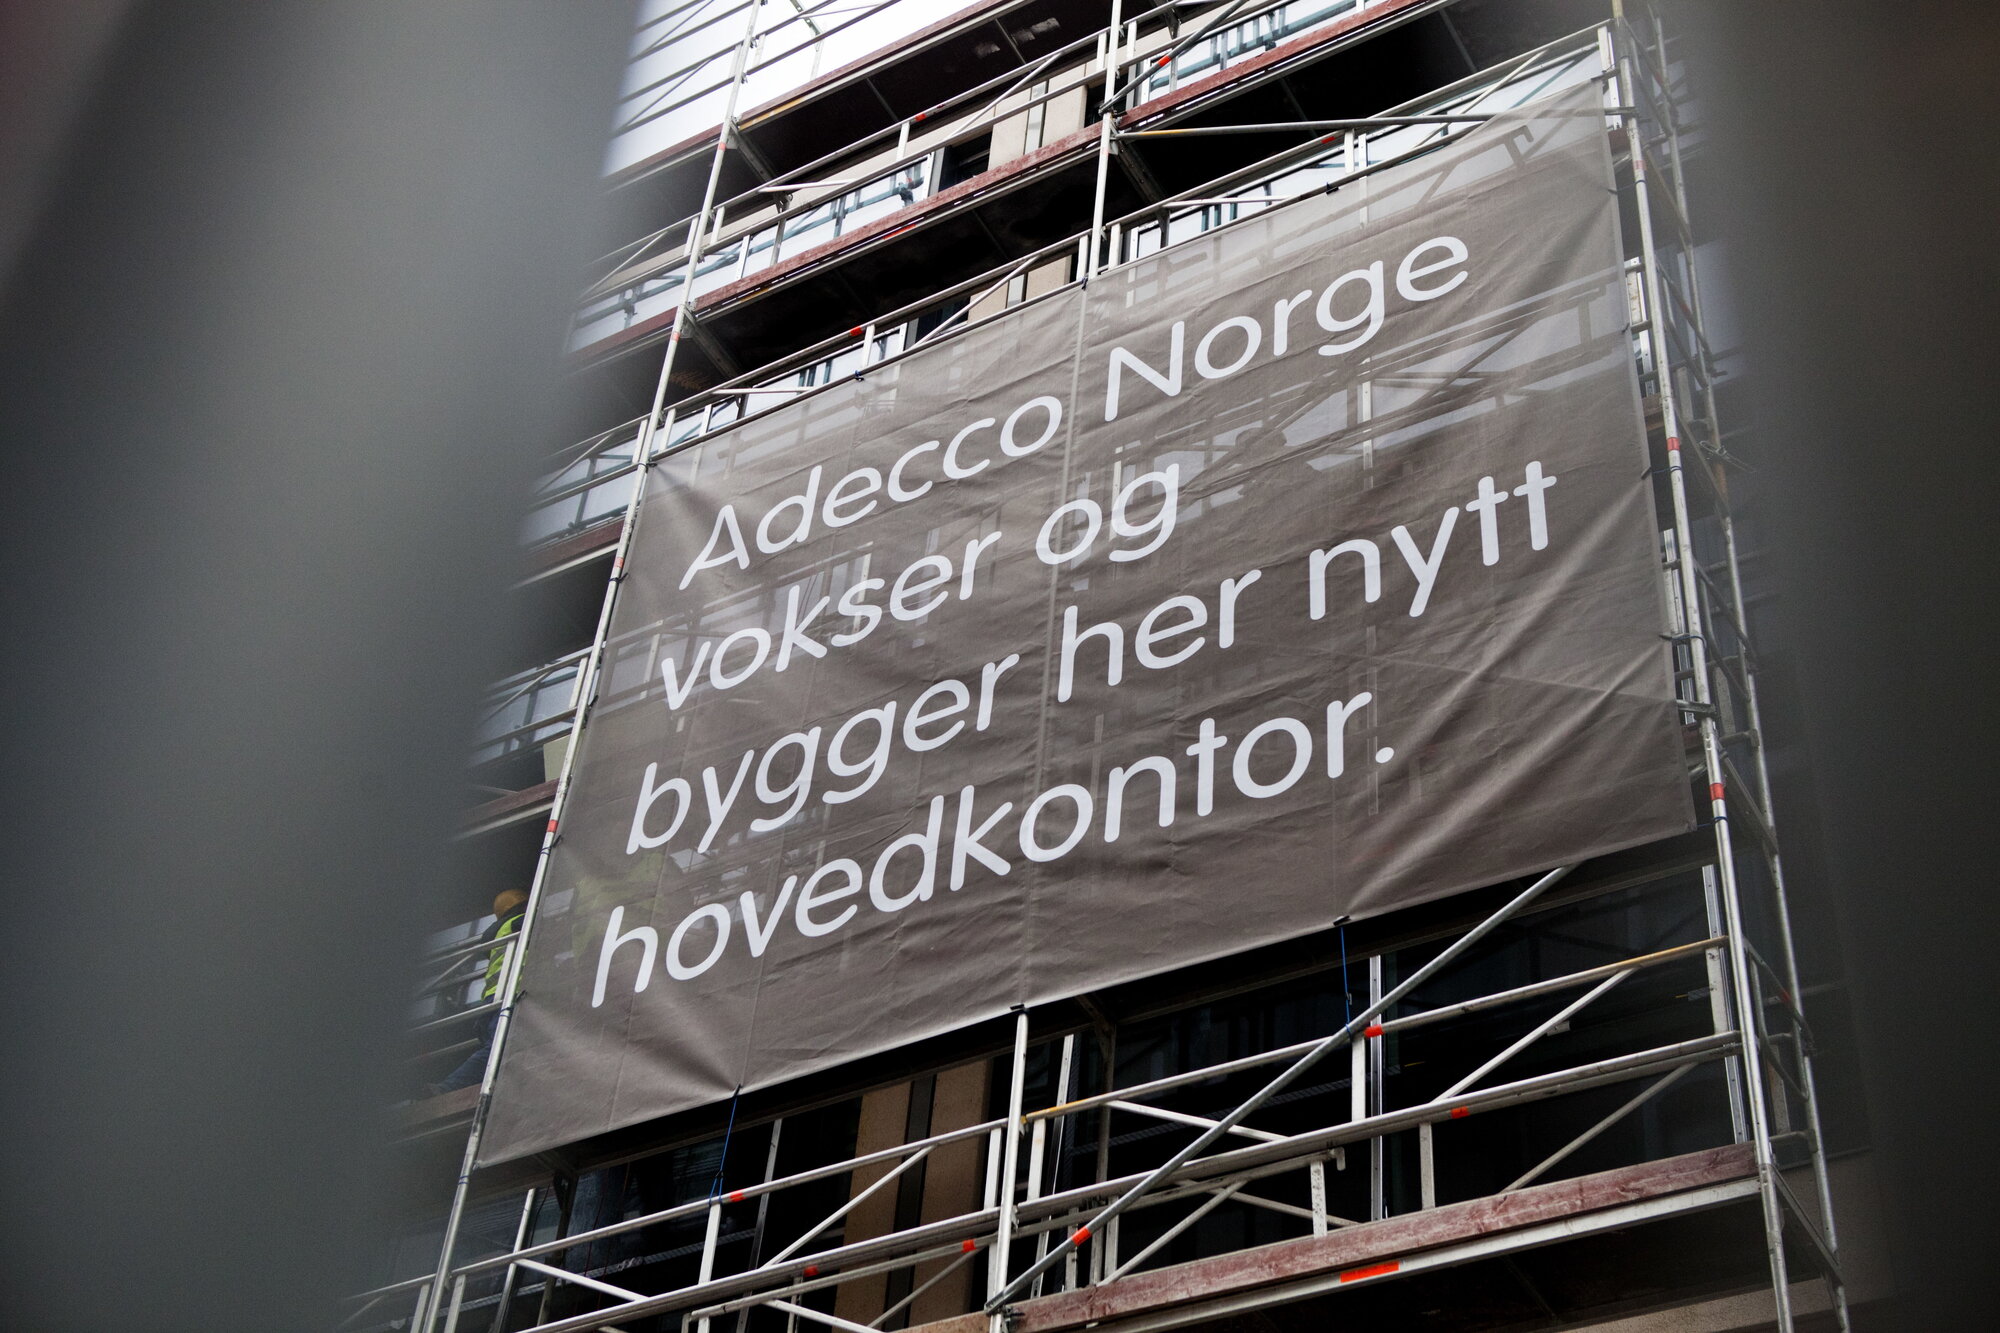 Adecco Norge
vokser og
bygger her nytt
hovedkontor.